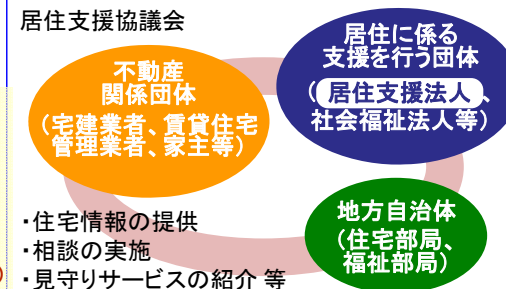 居住支援協議会
不動産
関係団体
（宅建業者、賃貸住宅
管理業者、家主等）
居住に係る
支援を行う団体
（居住支援法人、
社会福祉法人等）
地方自治体
（住宅部局、
福祉部局）
・住宅情報の提供
・相談の実施
・見守りサービスの紹介 等
）